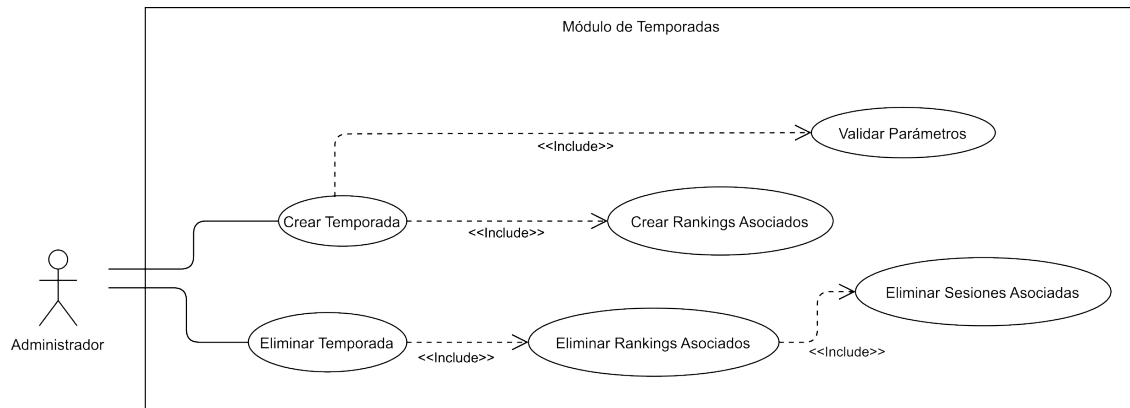 Módulo de Temporadas
Validar Parámetros
<<Include>>
Crear Temporada
<<Include>>
Crear Rankings Asociados
Eliminar Sesiones Asociadas
Administrador
Eliminar Temporada
<<Include>>
Eliminar Rankings Asociados
<<Include>>